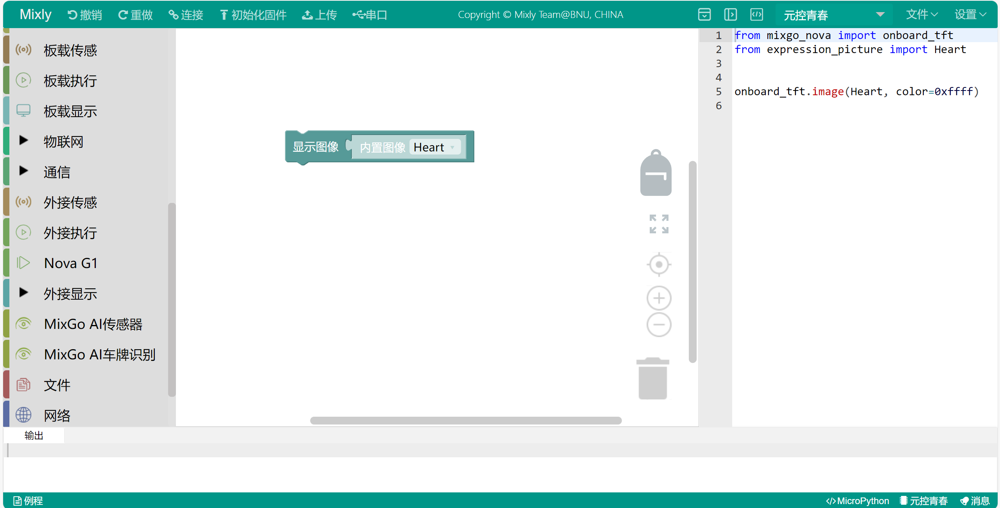 Mixly 撤销 重做 连接 初始化固件 上传 串口 Copyright © Mixly Team@BNU, CHINA 元控青春 文件 设置
板载传感
板载执行
板载显示
物联网
通信
外接传感
外接执行
Nova G1
外接显示
MixGo AI传感器
MixGo AI车牌识别
文件
网络
显示图像 内置图像 Heart
1 from mixgo_nova import onboard_tft
2 from expression_picture import Heart
3
4
5 onboard_tft.image(Heart, color=0xffff)
6
输出
例程 </>MicroPython 元控青春 消息